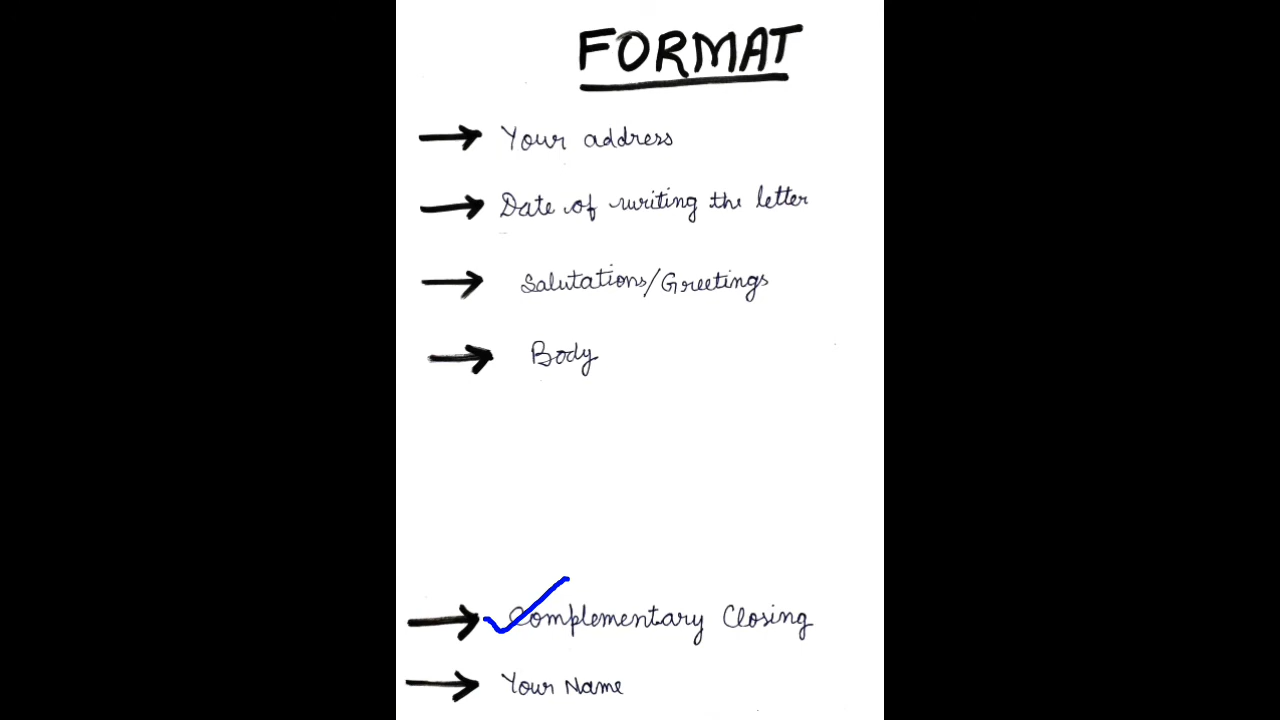 FORMAT
Your address
Date of writing the letter
Salutations/Greetings
Body
Complementary Closing
Your Name